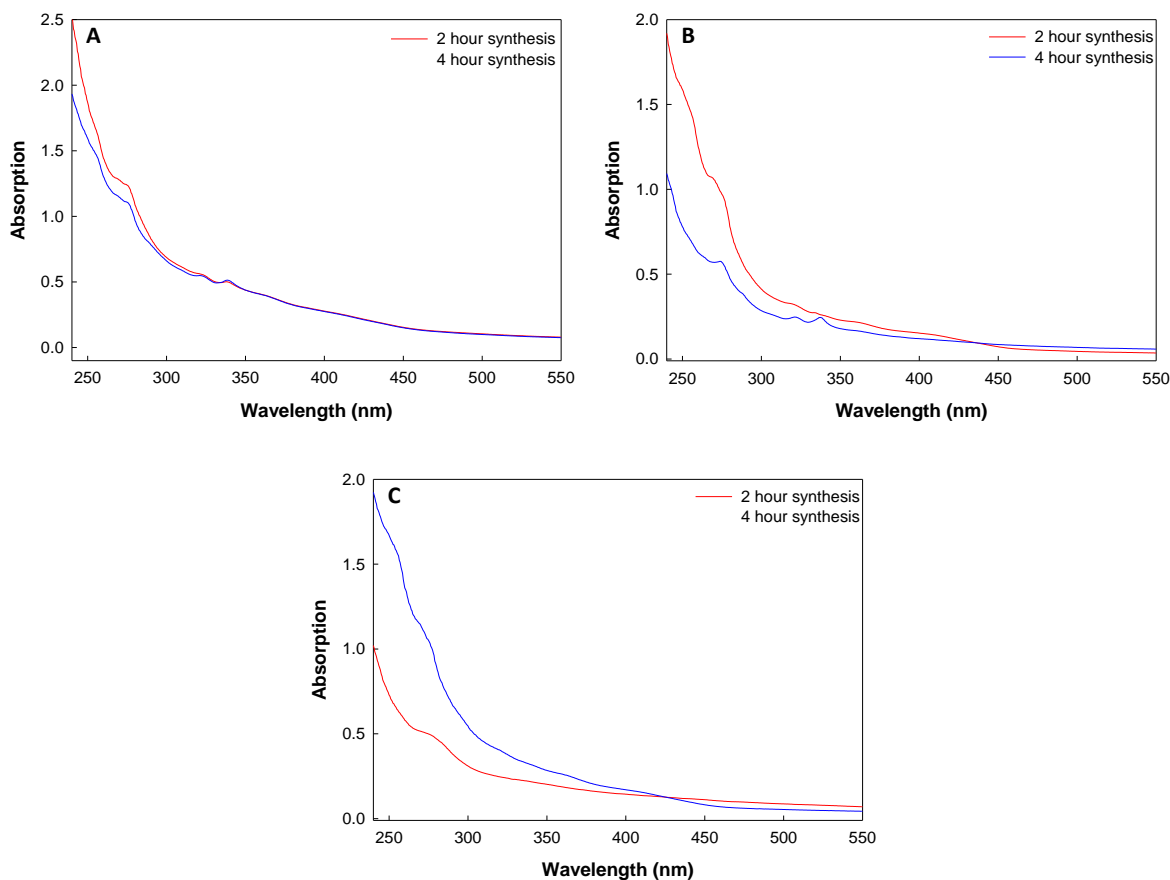 A
2 hour synthesis
4 hour synthesis
2.5
2.0
1.5
1.0
0.5
0.0
Absorption
250 300 350 400 450 500 550
Wavelength (nm)
B
2 hour synthesis
4 hour synthesis
2.0
1.5
1.0
0.5
0.0
Absorption
250 300 350 400 450 500 550
Wavelength (nm)
C
2 hour synthesis
4 hour synthesis
2.0
1.5
1.0
0.5
0.0
Absorption
250 300 350 400 450 500 550
Wavelength (nm)